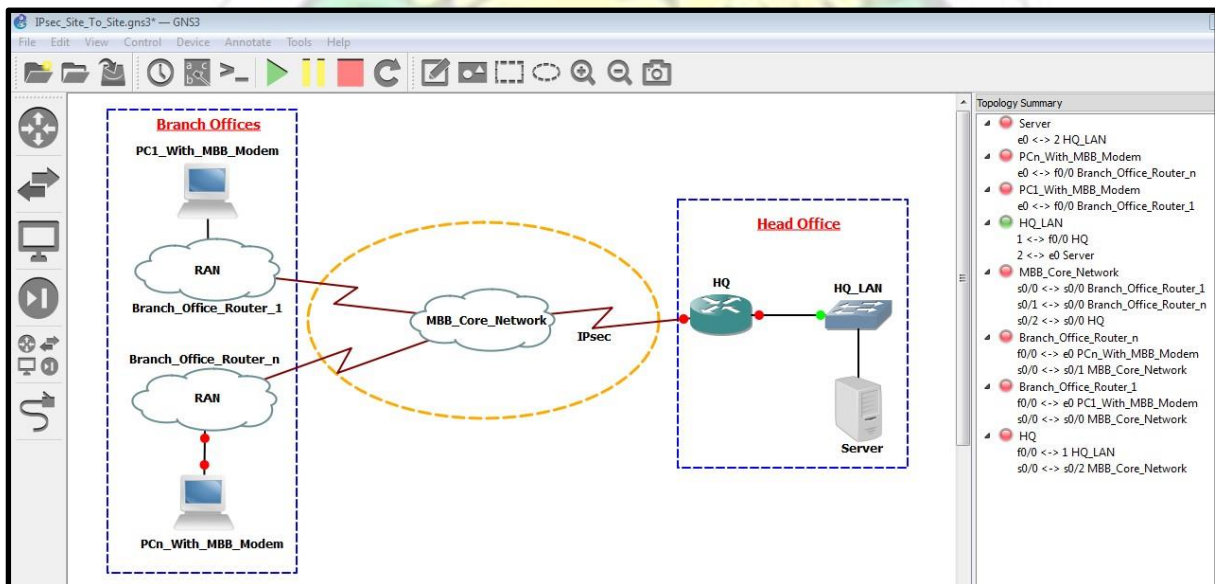 IPsec_Site_To_Site.gns3* — GNS3
File Edit View Control Device Annotate Tools Help
Branch Offices
PC1_With_MBB_Modem
RAN
Branch_Office_Router_1
Branch_Office_Router_n
RAN
PCn_With_MBB_Modem
MBB_Core_Network
IPsec
Head Office
HQ
HQ_LAN
Server
Topology Summary
Server
e0 <-> 2 HQ_LAN
PCn_With_MBB_Modem
e0 <-> f0/0 Branch_Office_Router_n
PC1_With_MBB_Modem
e0 <-> f0/0 Branch_Office_Router_1
HQ_LAN
1 <-> f0/0 HQ
2 <-> e0 Server
MBB_Core_Network
s0/0 <-> s0/0 Branch_Office_Router_1
s0/1 <-> s0/0 Branch_Office_Router_n
s0/2 <-> s0/0 HQ
Branch_Office_Router_n
f0/0 <-> e0 PCn_With_MBB_Modem
s0/0 <-> s0/1 MBB_Core_Network
Branch_Office_Router_1
f0/0 <-> e0 PC1_With_MBB_Modem
s0/0 <-> s0/0 MBB_Core_Network
HQ
f0/0 <-> 1 HQ_LAN
s0/0 <-> s0/2 MBB_Core_Network